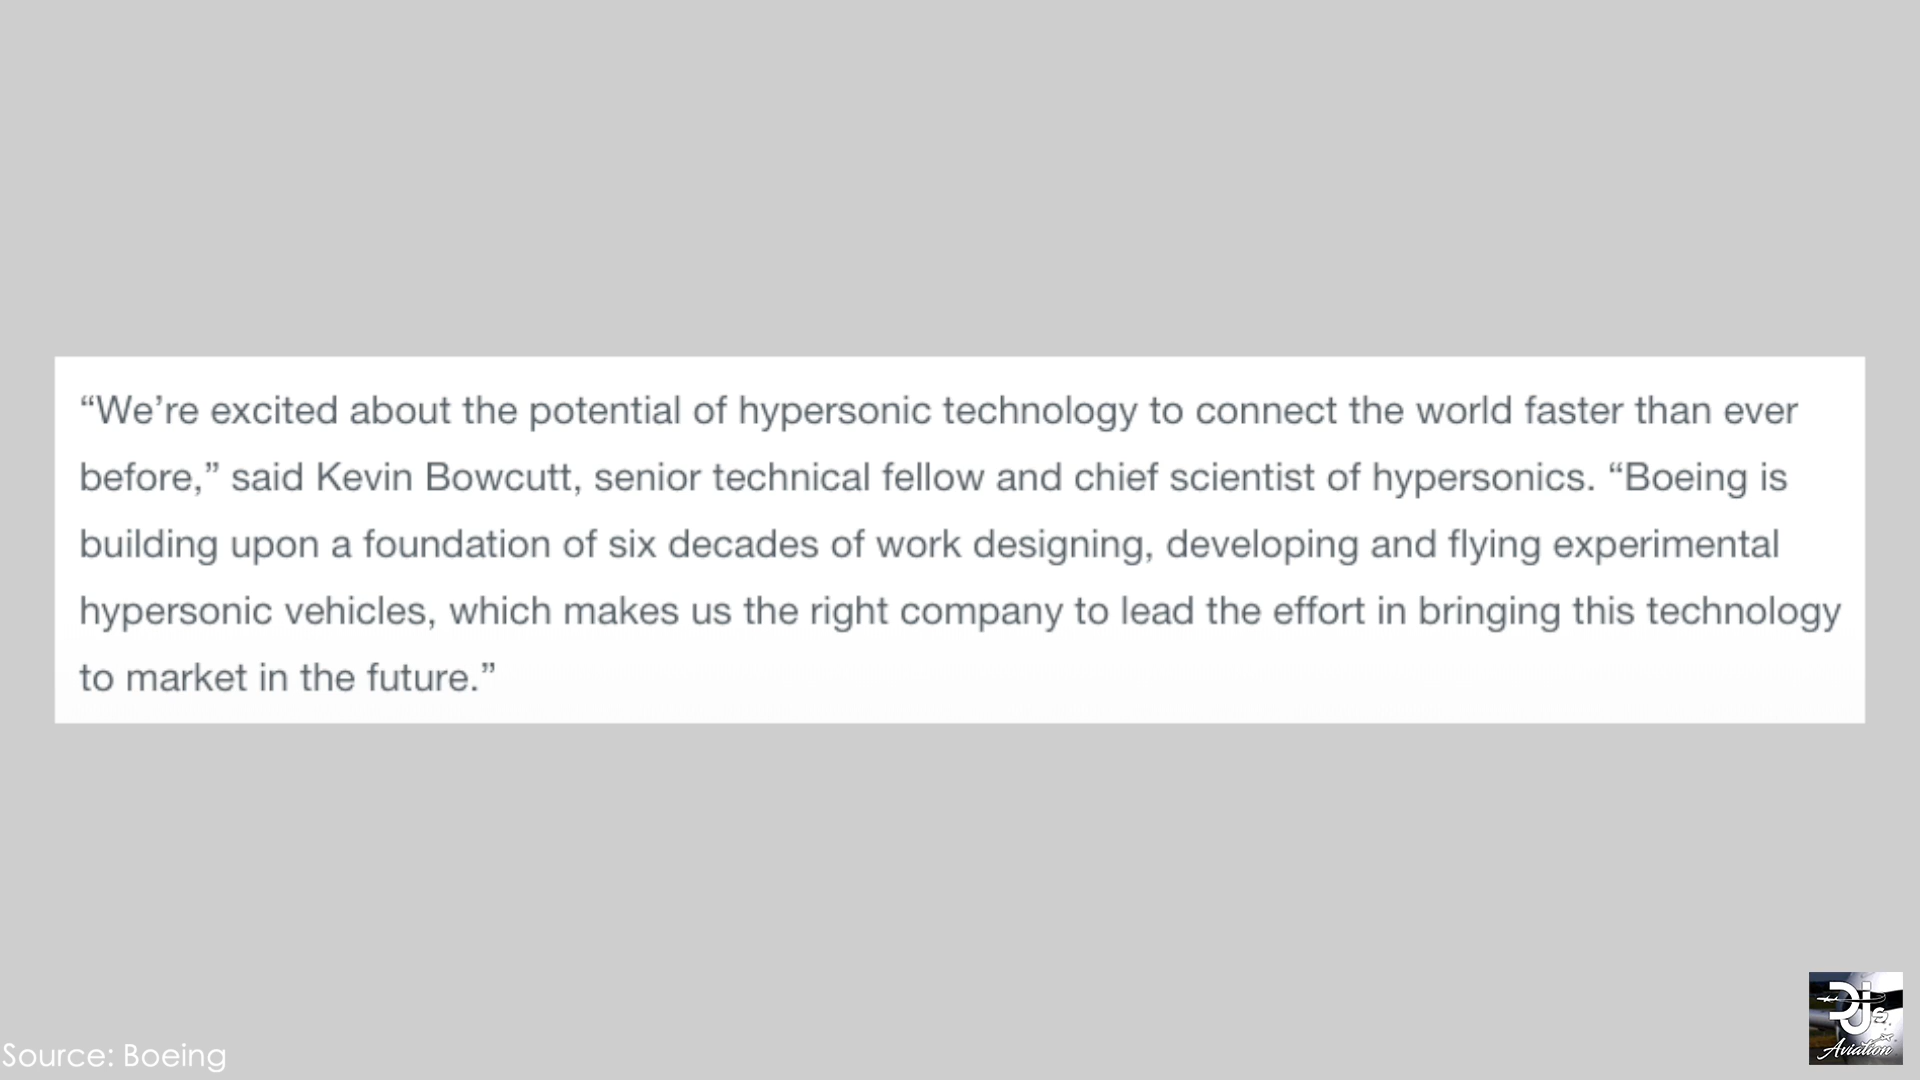 “We’re excited about the potential of hypersonic technology to connect the world faster than ever
before,” said Kevin Bowcutt, senior technical fellow and chief scientist of hypersonics. “Boeing is
building upon a foundation of six decades of work designing, developing and flying experimental
hypersonic vehicles, which makes us the right company to lead the effort in bringing this technology
to market in the future.”
Source: Boeing
DJs
Aviation